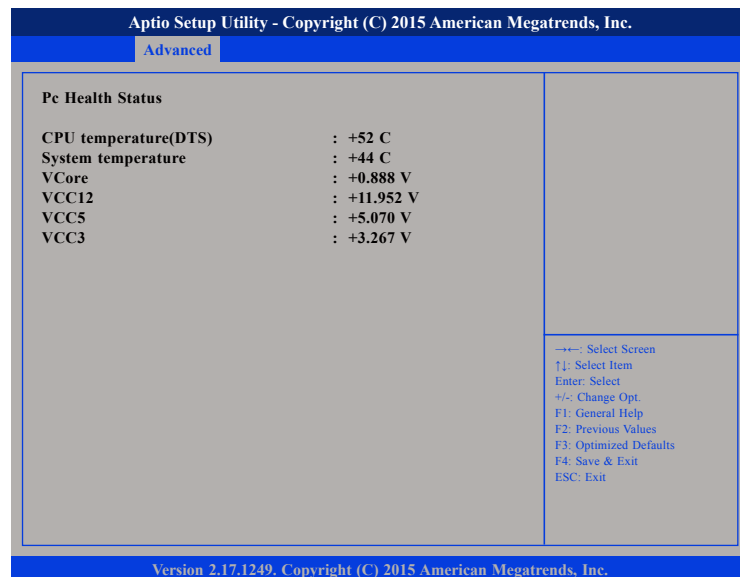 Aptio Setup Utility - Copyright (C) 2015 American Megatrends, Inc.
Advanced
Pc Health Status
CPU temperature(DTS) : +52 C
System temperature : +44 C
VCore : +0.888 V
VCC12 : +11.952 V
VCC5 : +5.070 V
VCC3 : +3.267 V
→←: Select Screen
↑↓: Select Item
Enter: Select
+/-: Change Opt.
F1: General Help
F2: Previous Values
F3: Optimized Defaults
F4: Save & Exit
ESC: Exit
Version 2.17.1249. Copyright (C) 2015 American Megatrends, Inc.